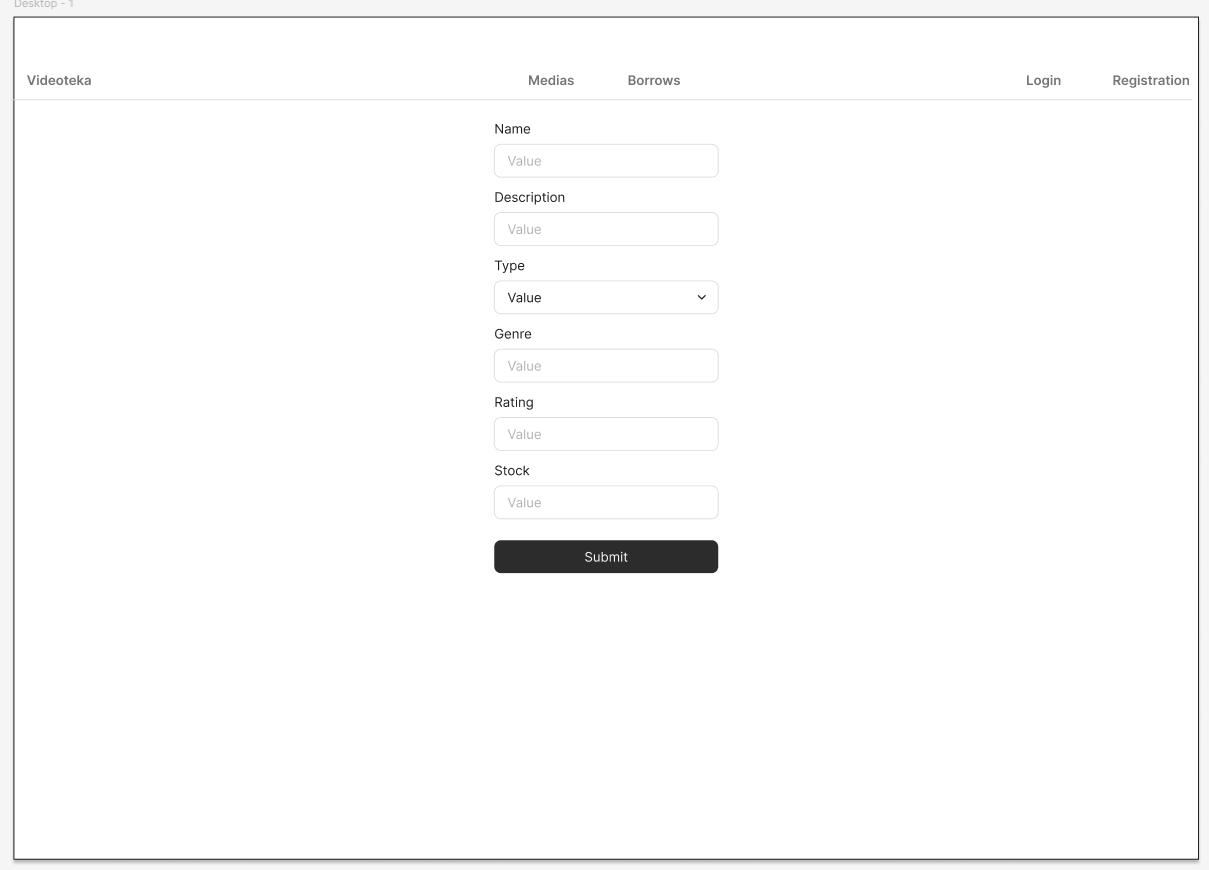 Desktop - 1
Videoteka Medias Borrows Login Registration
Name
Value
Description
Value
Type
Value
Genre
Value
Rating
Value
Stock
Value
Submit